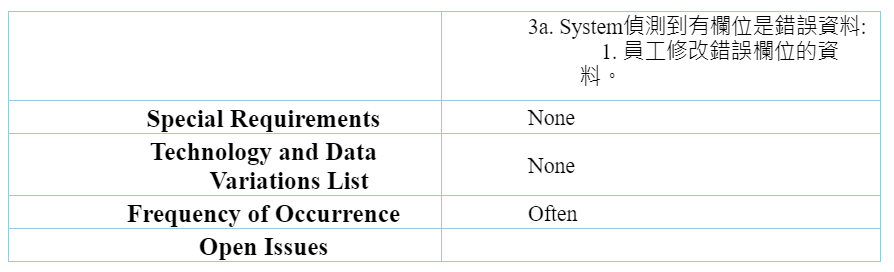 3a. System偵測到有欄位是錯誤資料:
1. 員工修改錯誤欄位的資
料。
Special Requirements
None
Technology and Data
Variations List
None
Frequency of Occurrence
Often
Open Issues